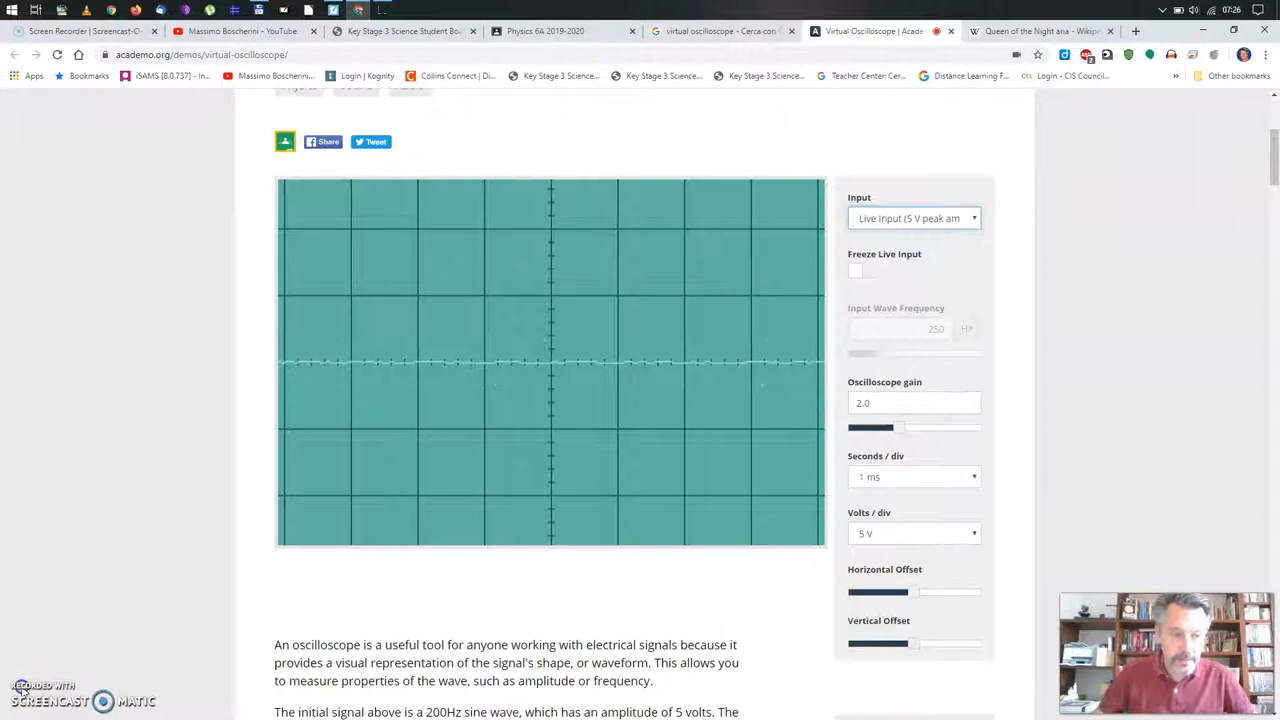 07:26
Screen Recorder | Screencast-O-
Massimo Boscherini - YouTube
Key Stage 3 Science Student Boo
Physics 6A 2019-2020
virtual oscilloscope - Cerca con G
Virtual Oscilloscope | Acade
Queen of the Night aria - Wikipe
academo.org/demos/virtual-oscilloscope/
Apps
Bookmarks
iSAMS [8.0.737] - In...
Massimo Boscherini...
Login | Kognity
Collins Connect | Di...
Key Stage 3 Science...
Key Stage 3 Science...
Key Stage 3 Science...
Teacher Center: Cer...
Distance Learning F...
Login - CIS Council...
»
Other bookmarks
Share
Tweet
Input
Live Input (5 V peak am
Freeze Live Input
Input Wave Frequency
250 Hz
Oscilloscope gain
2.0
Seconds / div
1 ms
Volts / div
5 V
Horizontal Offset
Vertical Offset
An oscilloscope is a useful tool for anyone working with electrical signals because it
provides a visual representation of the signal's shape, or waveform. This allows you
to measure properties of the wave, such as amplitude or frequency.
The initial signal above is a 200Hz sine wave, which has an amplitude of 5 volts. The
RECORDED WITH
SCREENCAST MATIC